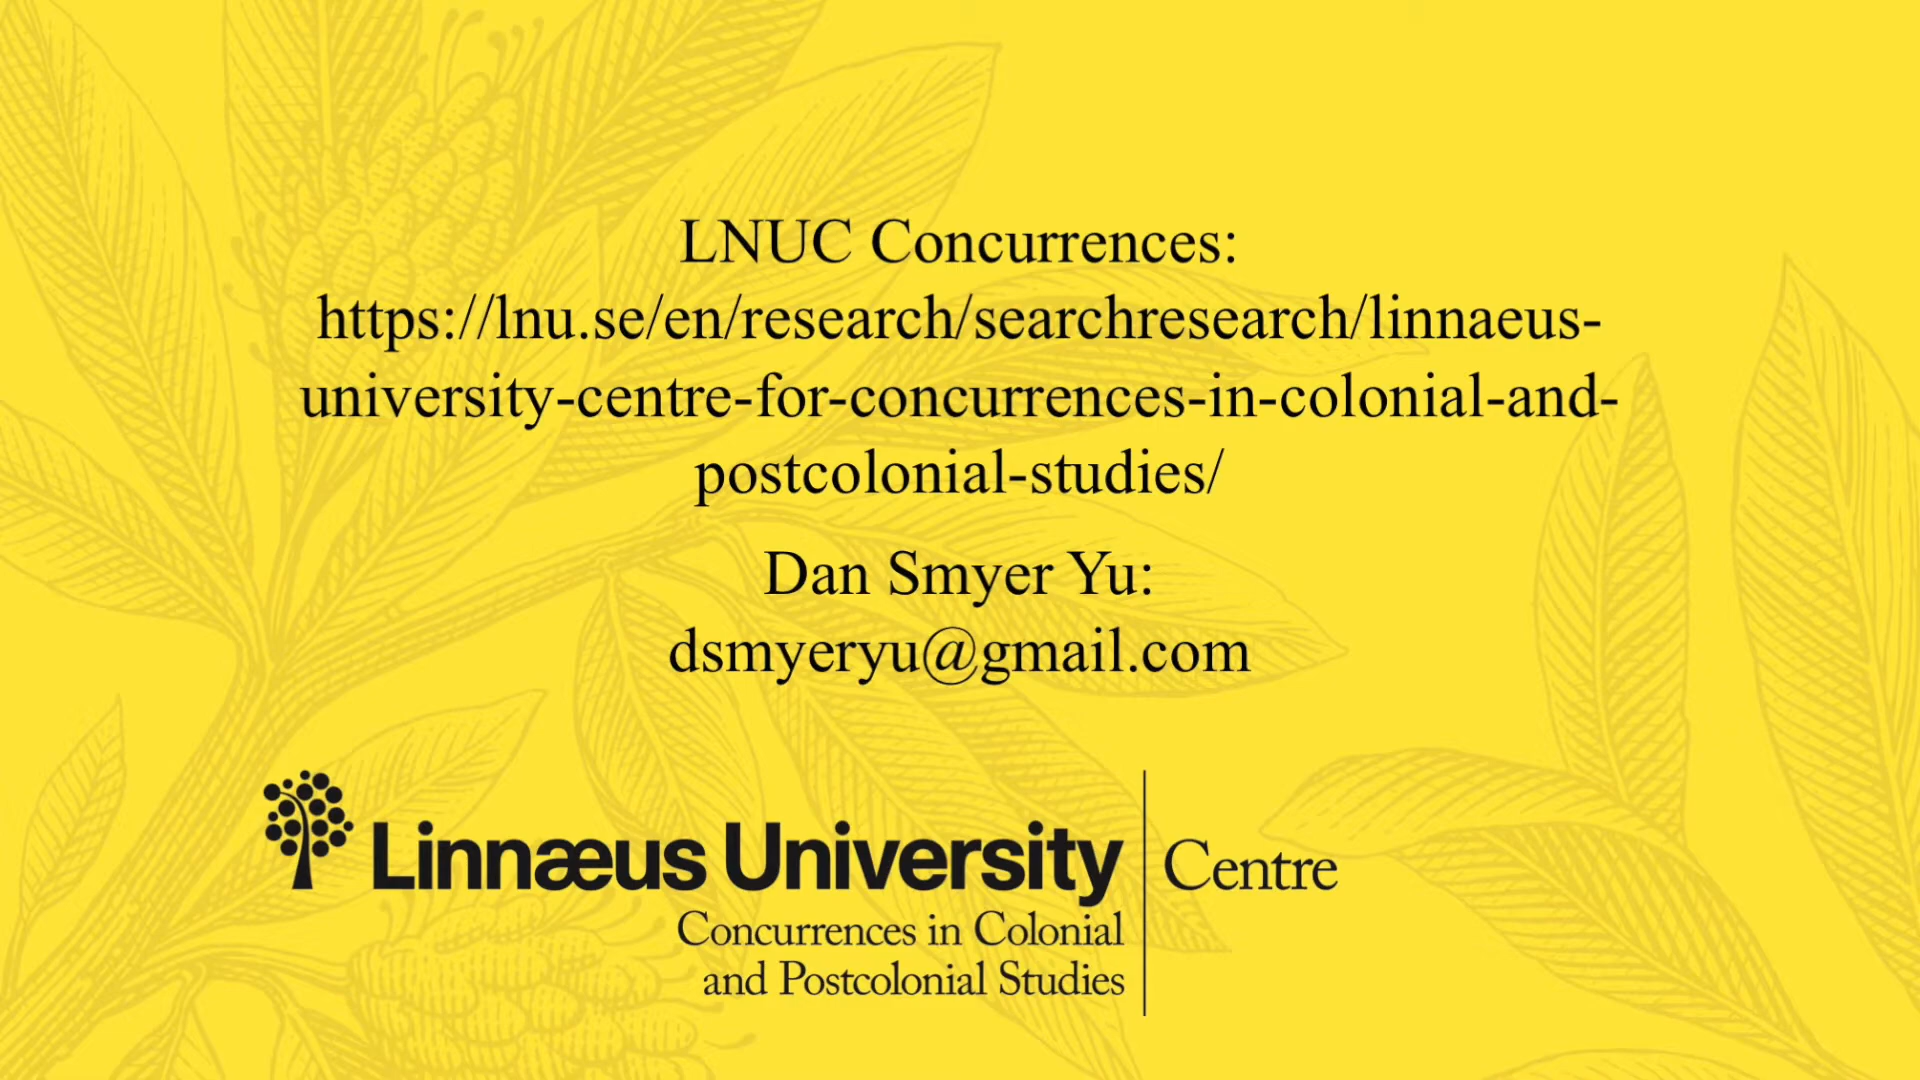 LNUC Concurrences:
https://lnu.se/en/research/searchresearch/linnaeus-
university-centre-for-concurrences-in-colonial-and-
postcolonial-studies/
Dan Smyer Yu:
dsmyeryu@gmail.com
Linnæus University
Centre
Concurrences in Colonial
and Postcolonial Studies